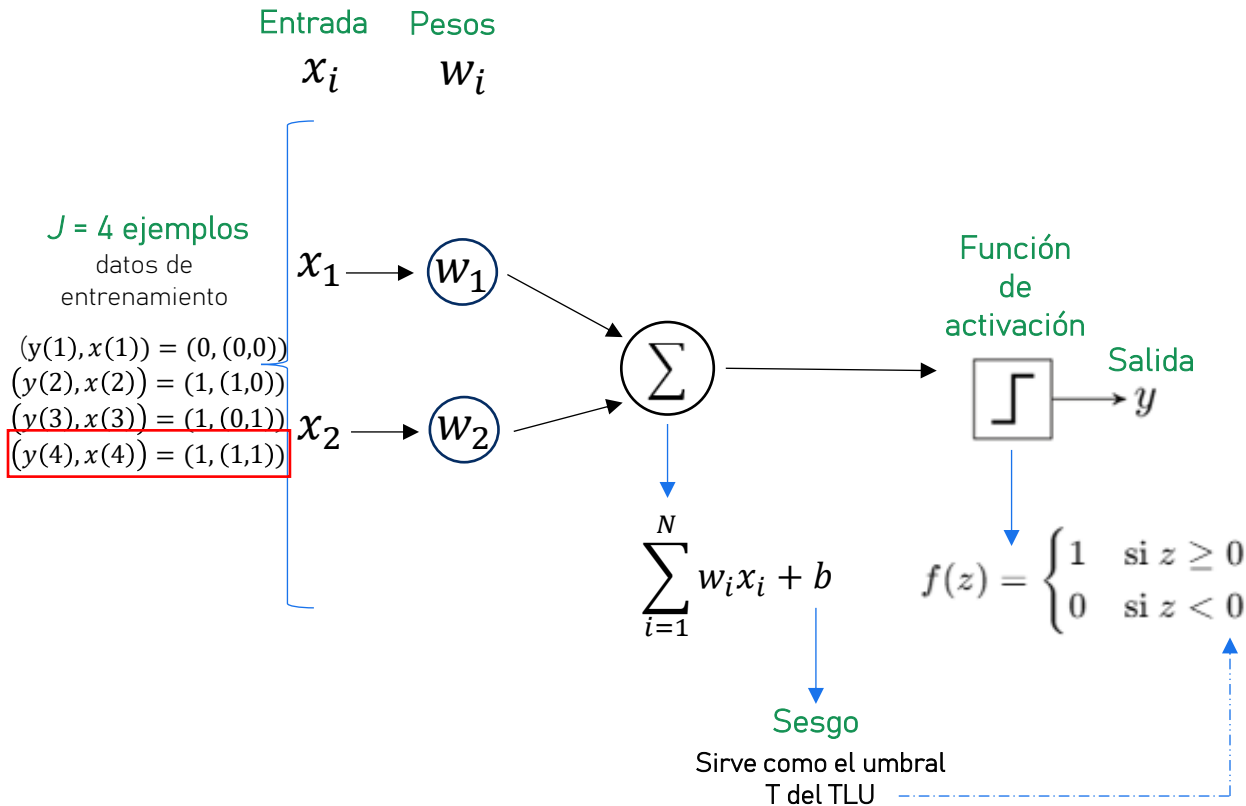 Entrada
Pesos
x_i
w_i
J = 4 ejemplos
datos de
entrenamiento
(y(1), x(1)) = (0, (0,0))
(y(2), x(2)) = (1, (1,0))
(y(3), x(3)) = (1, (0,1))
(y(4), x(4)) = (1, (1,1))
x_1
w_1
x_2
w_2
∑
Función
de
activación
Salida
y
∑_{i=1}^{N} w_i x_i + b
f(z) = { 1 si z ≥ 0
0 si z < 0
Sesgo
Sirve como el umbral
T del TLU